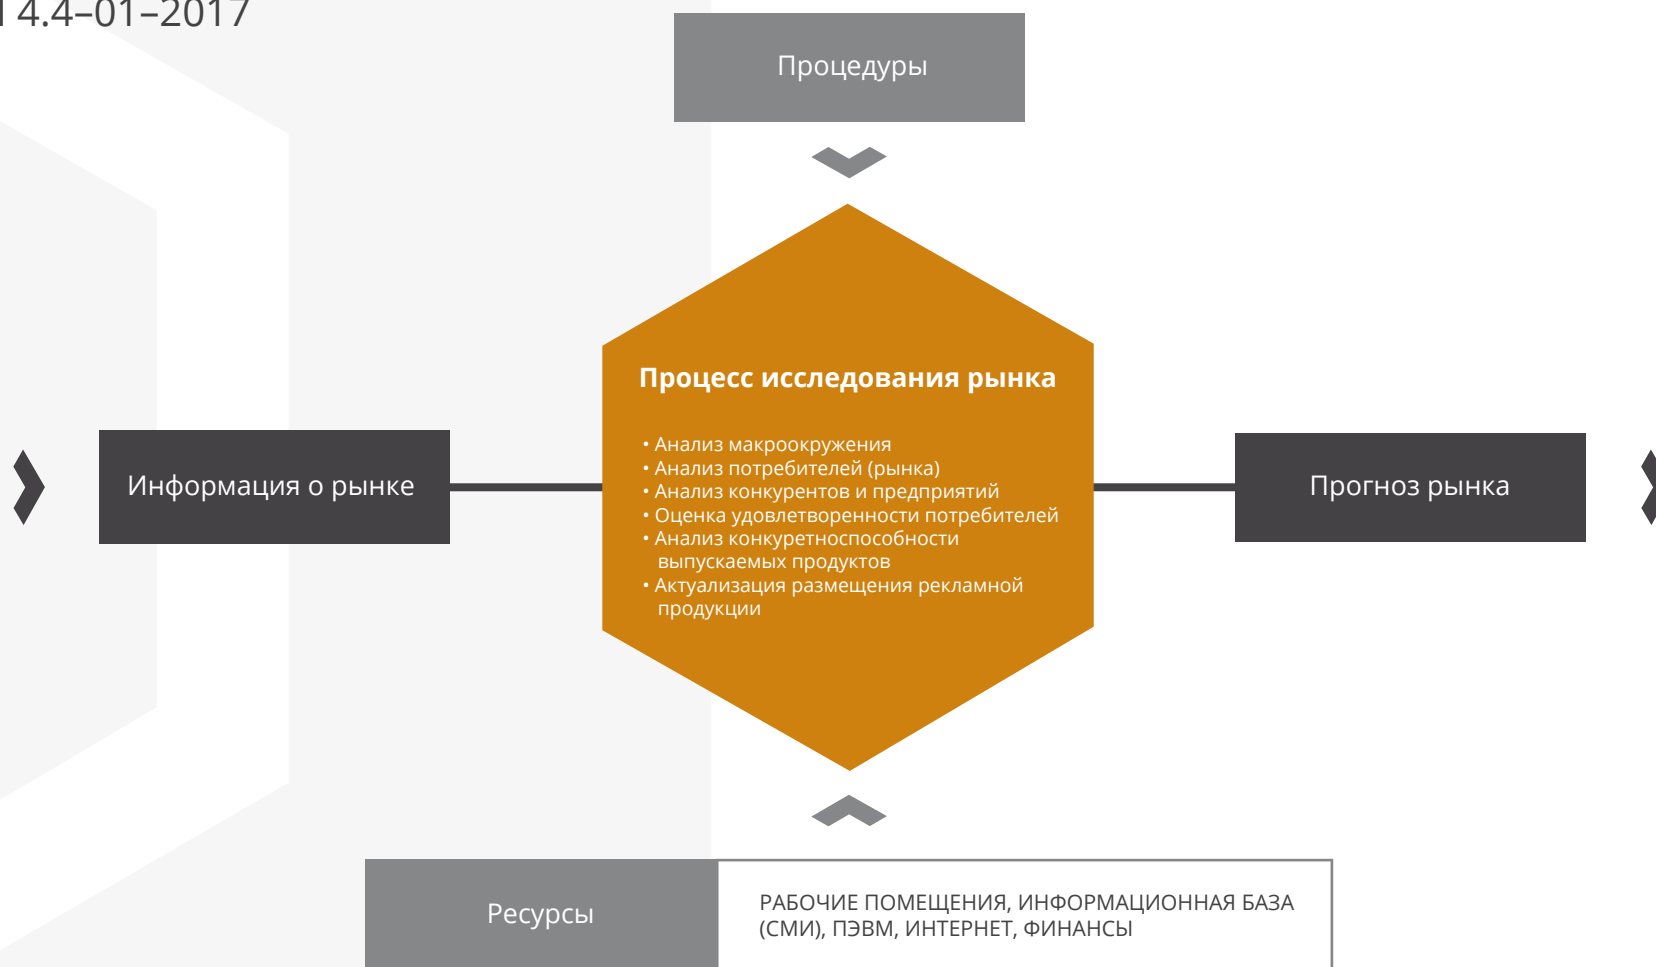 4.4–01–2017
Процедуры
Процесс исследования рынка
• Анализ макроокружения
• Анализ потребителей (рынка)
• Анализ конкурентов и предприятий
• Оценка удовлетворенности потребителей
• Анализ конкуретноспособности
выпускаемых продуктов
• Актуализация размещения рекламной
продукции
Информация о рынке
Прогноз рынка
Ресурсы
РАБОЧИЕ ПОМЕЩЕНИЯ, ИНФОРМАЦИОННАЯ БАЗА
(СМИ), ПЭВМ, ИНТЕРНЕТ, ФИНАНСЫ